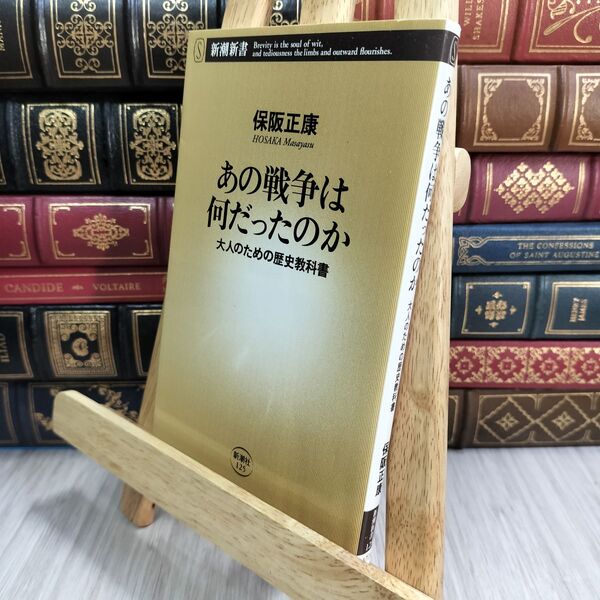 S 新潮新書
Brevity is the soul of wit,
and tediousness the limbs and outward flourishes.
保阪正康
HOSAKA Masayasu
あの戦争は
何だったのか
大人のための歴史教科書
新潮社
125
あの戦争は何だったのか
大人のための歴史教科書
保阪正康
CANDIDE VOLTAIRE
THE CONFESSIONS
OF SAINT AUGUSTINE
HENRY
JAMES